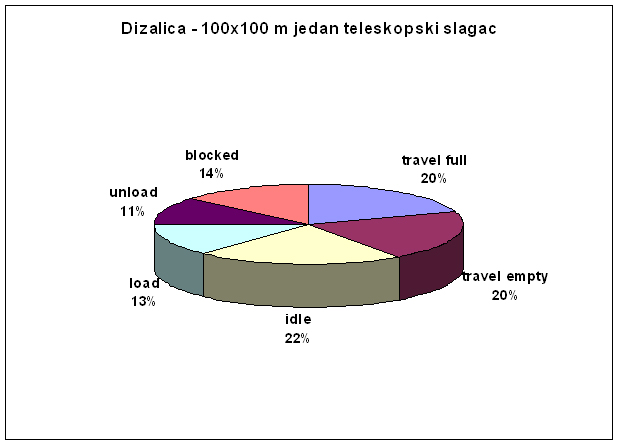 Dizalica - 100x100 m jedan teleskopski slagac
blocked
14%
travel full
20%
unload
11%
travel empty
20%
load
13%
idle
22%